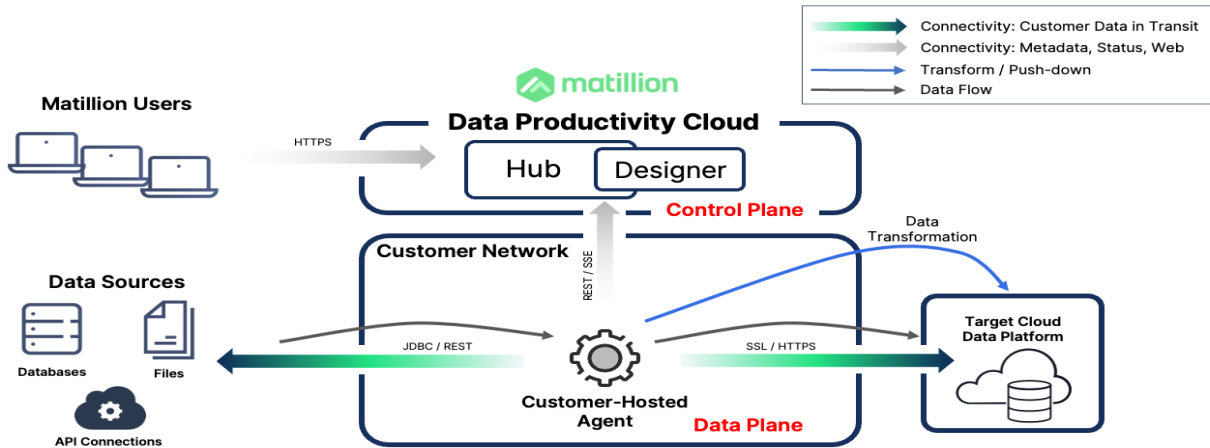 Connectivity: Customer Data in Transit
Connectivity: Metadata, Status, Web
Transform / Push-down
Data Flow
matillion
Matillion Users
Data Productivity Cloud
HTTPS
Hub
Designer
Control Plane
Data
Transformation
Customer Network
REST / SSE
Data Sources
Databases
Files
API Connections
JDBC / REST
SSL / HTTPS
Customer-Hosted
Agent
Data Plane
Target Cloud
Data Platform